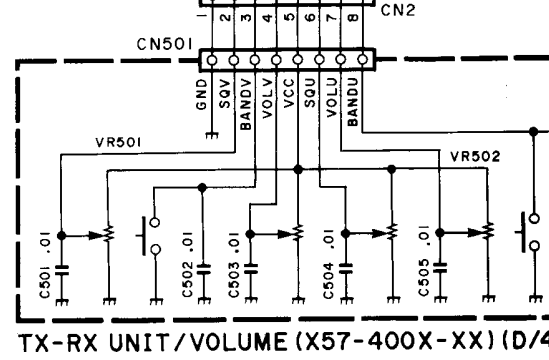 1 2 3 4 5 6 7 8
CN2
CN501
GND
SQV
BANDV
VOLV
VCC
SQU
VOLU
BANDU
VR501
VR502
C501 .01
C502 .01
C503 .01
C504 .01
C505 .01
TX-RX UNIT/VOLUME (X57-400X-XX) (D/4